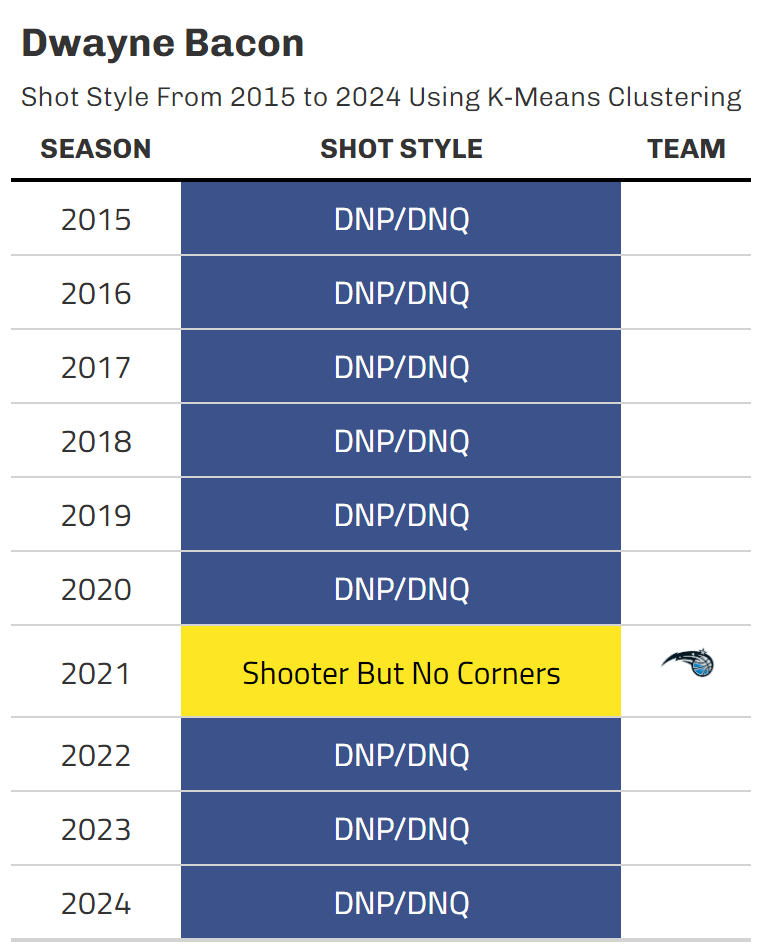 Dwayne Bacon
Shot Style From 2015 to 2024 Using K-Means Clustering
SEASON SHOT STYLE TEAM
2015 DNP/DNQ
2016 DNP/DNQ
2017 DNP/DNQ
2018 DNP/DNQ
2019 DNP/DNQ
2020 DNP/DNQ
2021 Shooter But No Corners
2022 DNP/DNQ
2023 DNP/DNQ
2024 DNP/DNQ